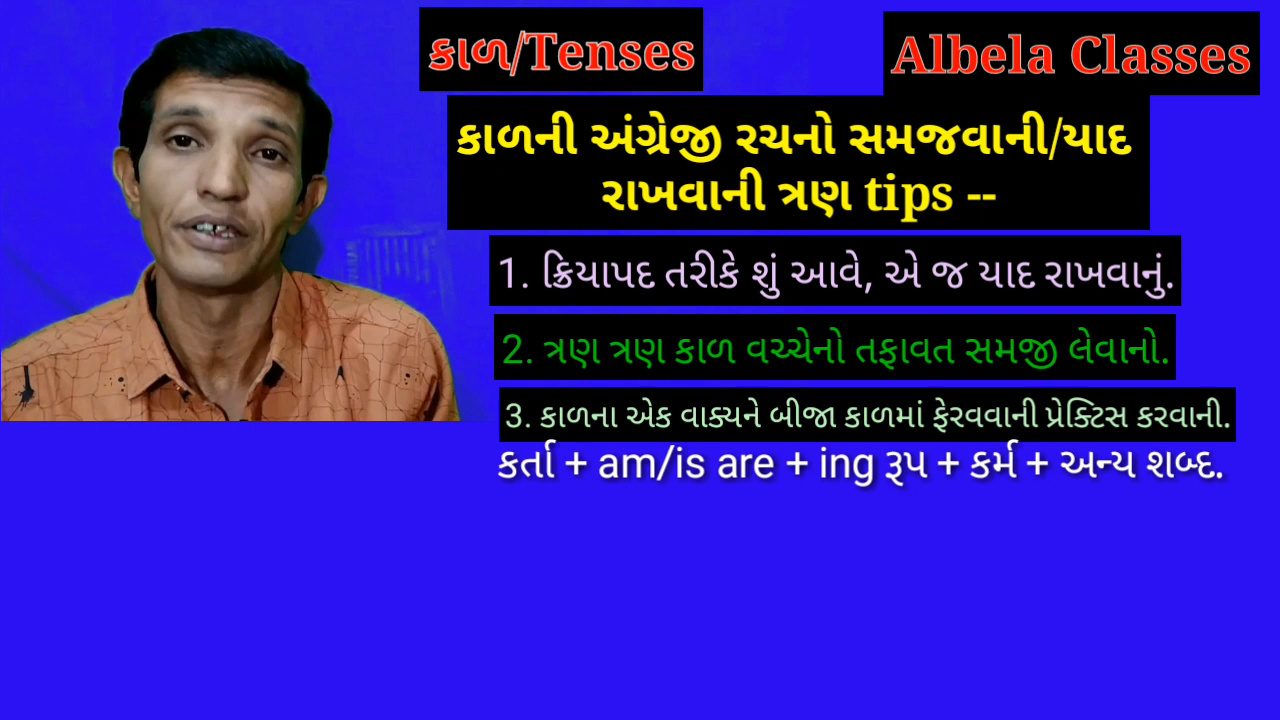 કાળ/Tenses
Albela Classes
કાળની અંગ્રેજી રચનો સમજવાની/યાદ
રાખવાની ત્રણ tips --
1. ક્રિયાપદ તરીકે શું આવે, એ જ યાદ રાખવાનું.
2. ત્રણ ત્રણ કાળ વચ્ચેનો તફાવત સમજી લેવાનો.
3. કાળના એક વાક્યને બીજા કાળમાં ફેરવવાની પ્રેક્ટિસ કરવાની.
કર્તા + am/is are + ing રૂપ + કર્મ + અન્ય શબ્દ.